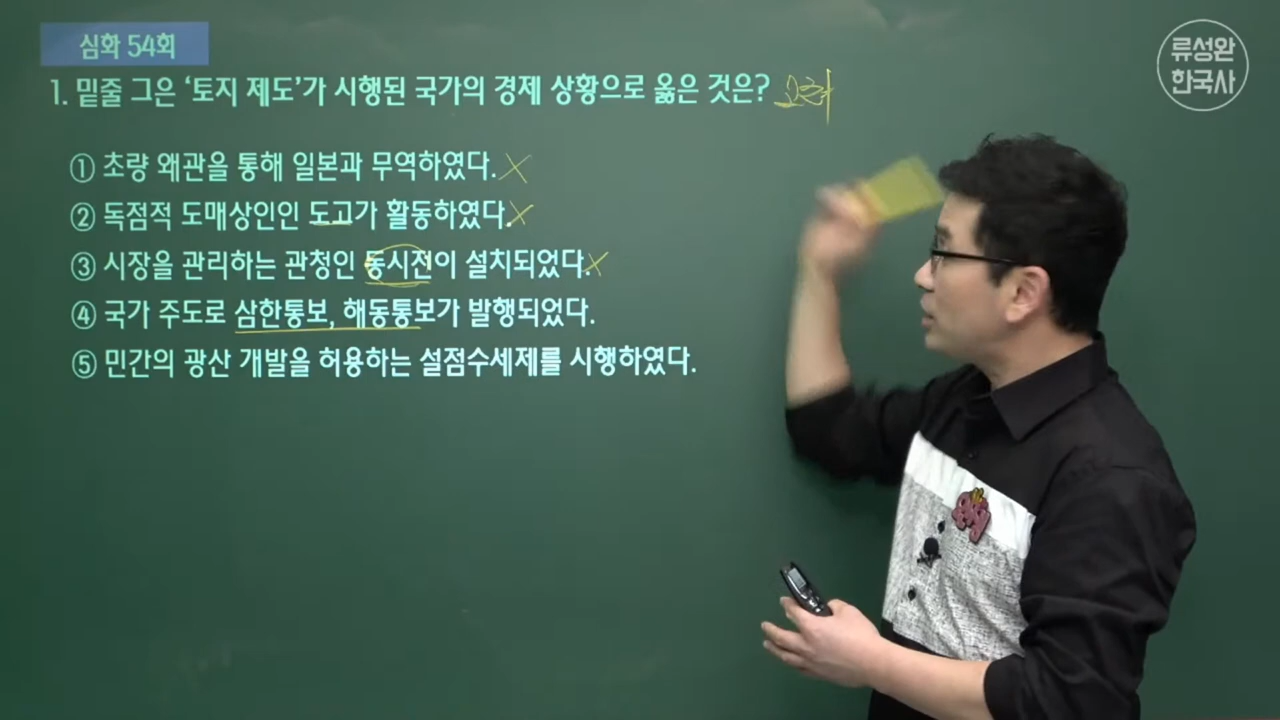 심화 54회
류성완
한국사
1. 밑줄 그은 ‘토지 제도’가 시행된 국가의 경제 상황으로 옳은 것은? 고려
① 초량 왜관을 통해 일본과 무역하였다.
② 독점적 도매상인인 도고가 활동하였다.
③ 시장을 관리하는 관청인 동시전이 설치되었다.
④ 국가 주도로 삼한통보, 해동통보가 발행되었다.
⑤ 민간의 광산 개발을 허용하는 설점수세제를 시행하였다.